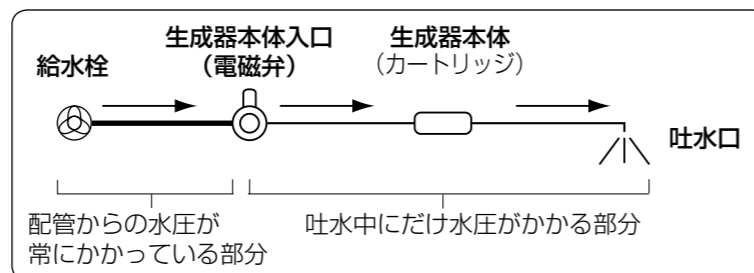 給水栓
生成器本体入口
（電磁弁）
生成器本体
（カートリッジ）
吐水口
配管からの水圧が
常にかかっている部分
吐水中にだけ水圧がかかる部分